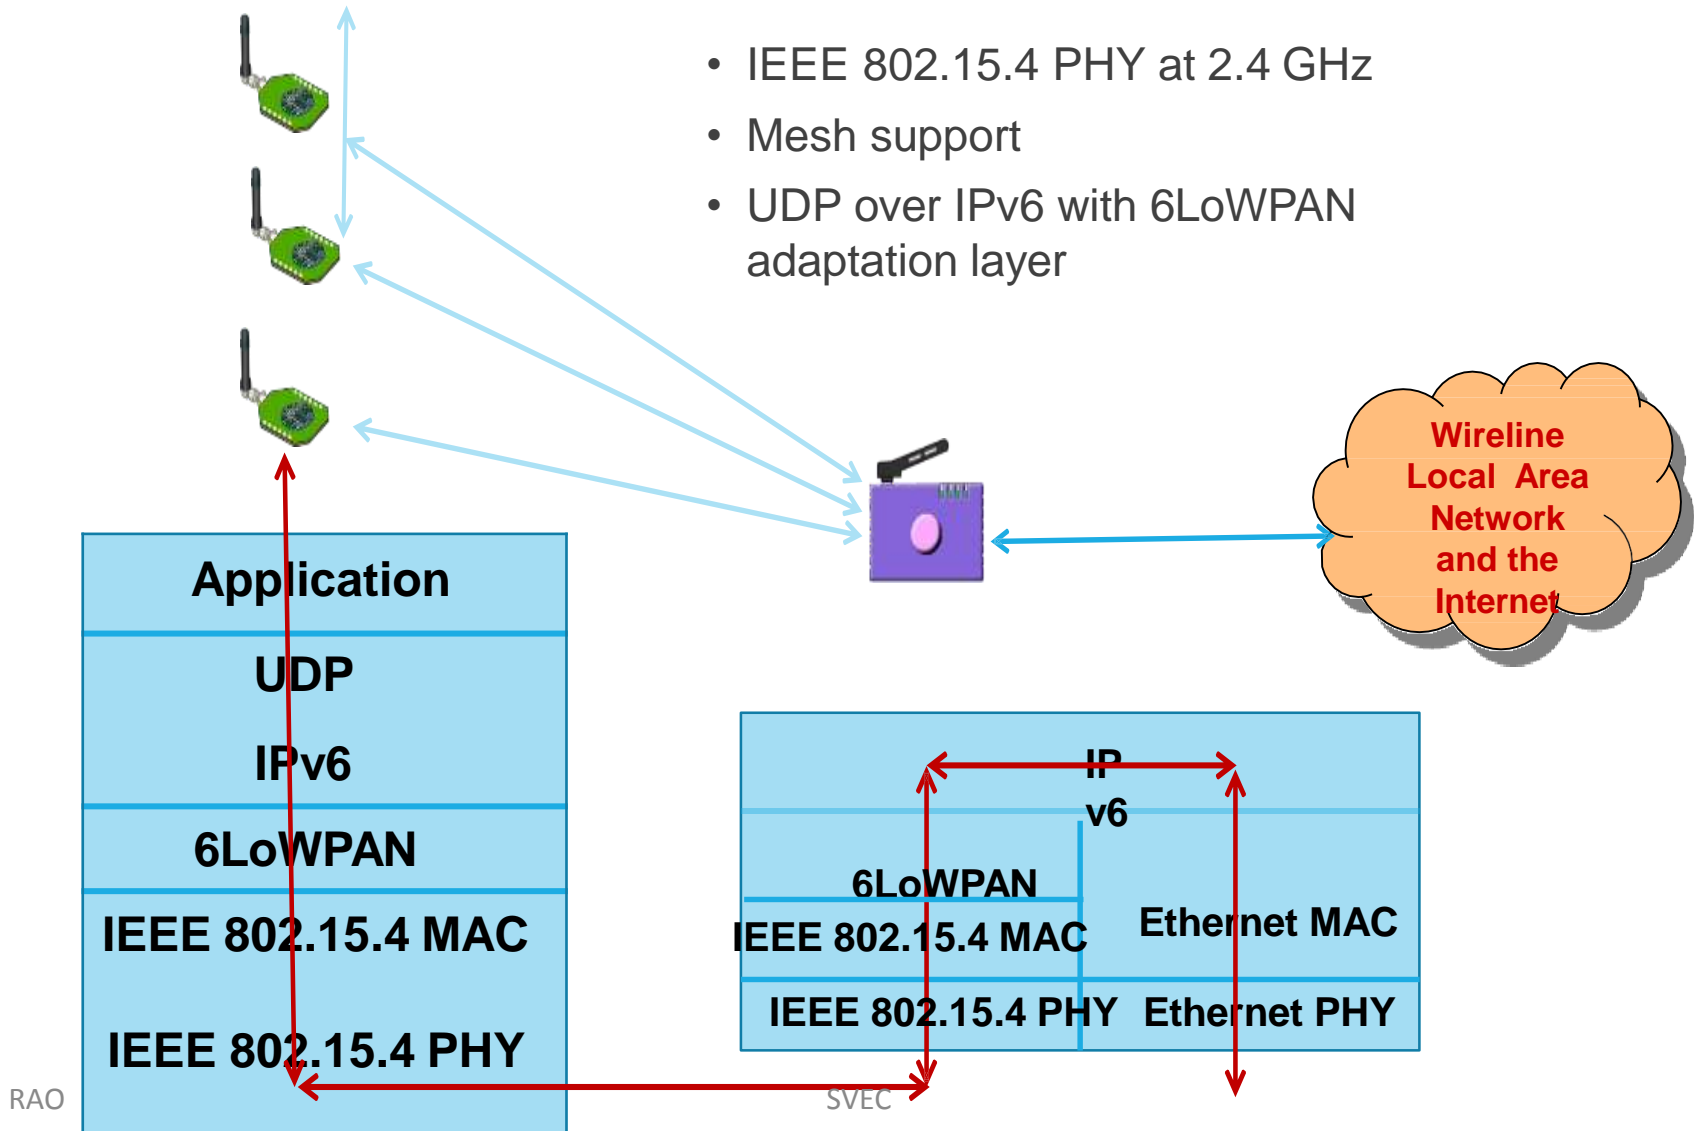 • IEEE 802.15.4 PHY at 2.4 GHz
• Mesh support
• UDP over IPv6 with 6LoWPAN
adaptation layer
Wireline
Local Area
Network
and the
Internet
Application
UDP
IPv6
6LoWPAN
IEEE 802.15.4 MAC
IEEE 802.15.4 PHY
IP
v6
6LoWPAN
IEEE 802.15.4 MAC
Ethernet MAC
IEEE 802.15.4 PHY
Ethernet PHY
RAO
SVEC